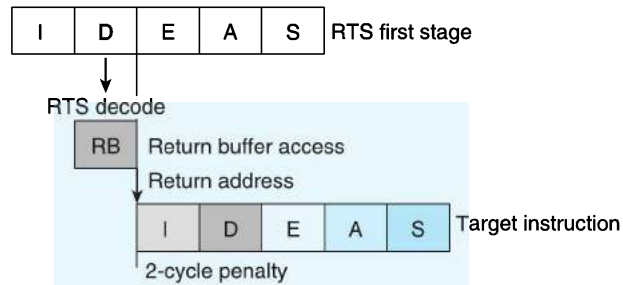 I D E A S RTS first stage
RTS decode
RB Return buffer access
Return address
I D E A S Target instruction
2-cycle penalty